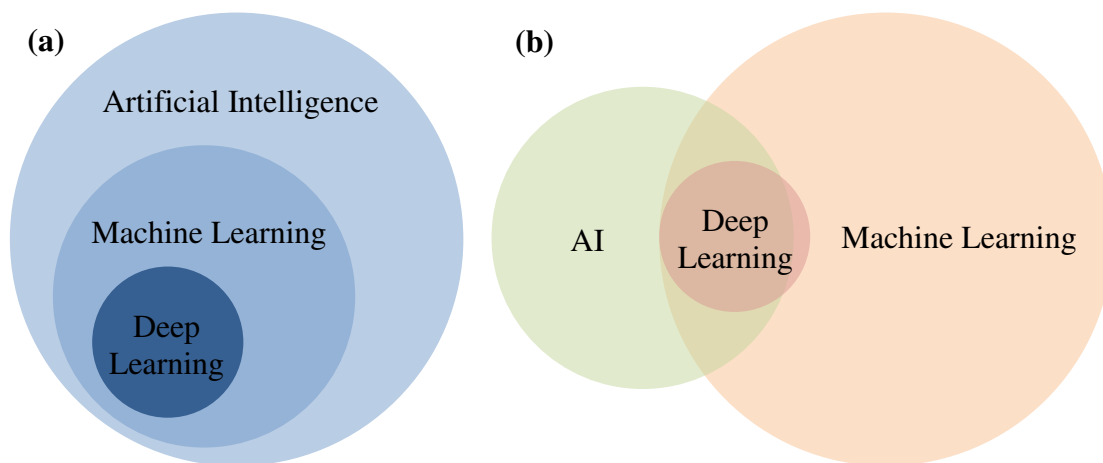 (a)
Artificial Intelligence
Machine Learning
Deep
Learning
(b)
AI
Deep
Learning
Machine Learning